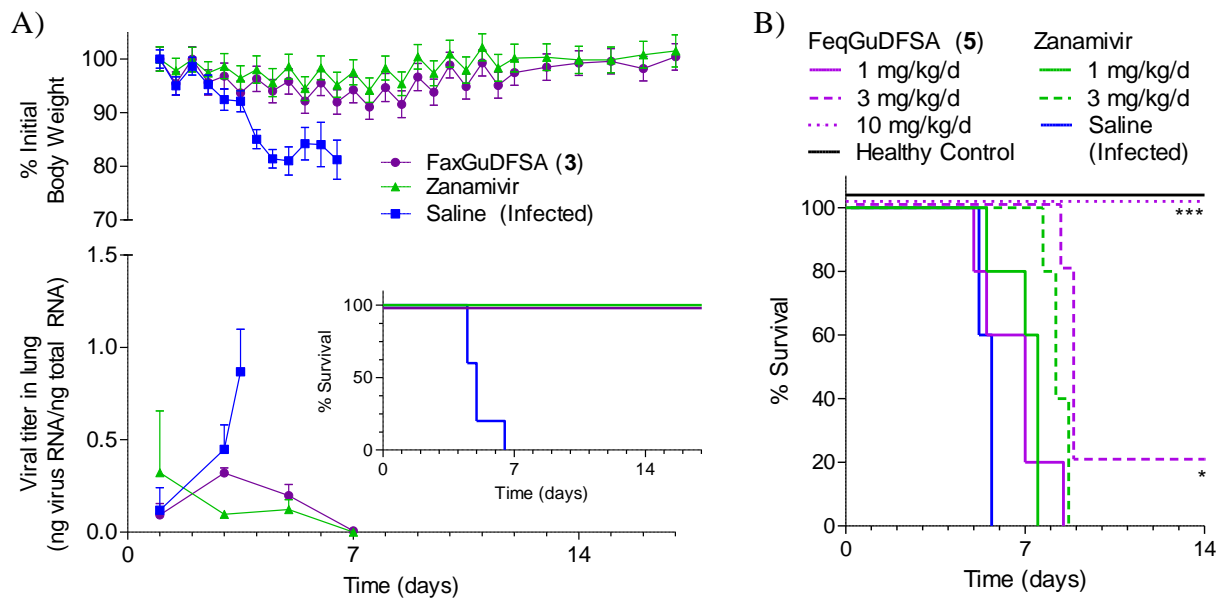 A)
100
90
80
70
% Initial
Body Weight
FaxGuDFSA (3)
Zanamivir
Saline (Infected)
1.5
1.0
0.5
0.0
Viral titer in lung
(ng virus RNA/ng total RNA)
0
7
14
Time (days)
100
50
0
% Survival
0
7
14
Time (days)
B)
FeqGuDFSA (5)
1 mg/kg/d
3 mg/kg/d
10 mg/kg/d
Healthy Control
Zanamivir
1 mg/kg/d
3 mg/kg/d
Saline
(Infected)
100
80
60
40
20
0
% Survival
***
*
0
7
14
Time (days)